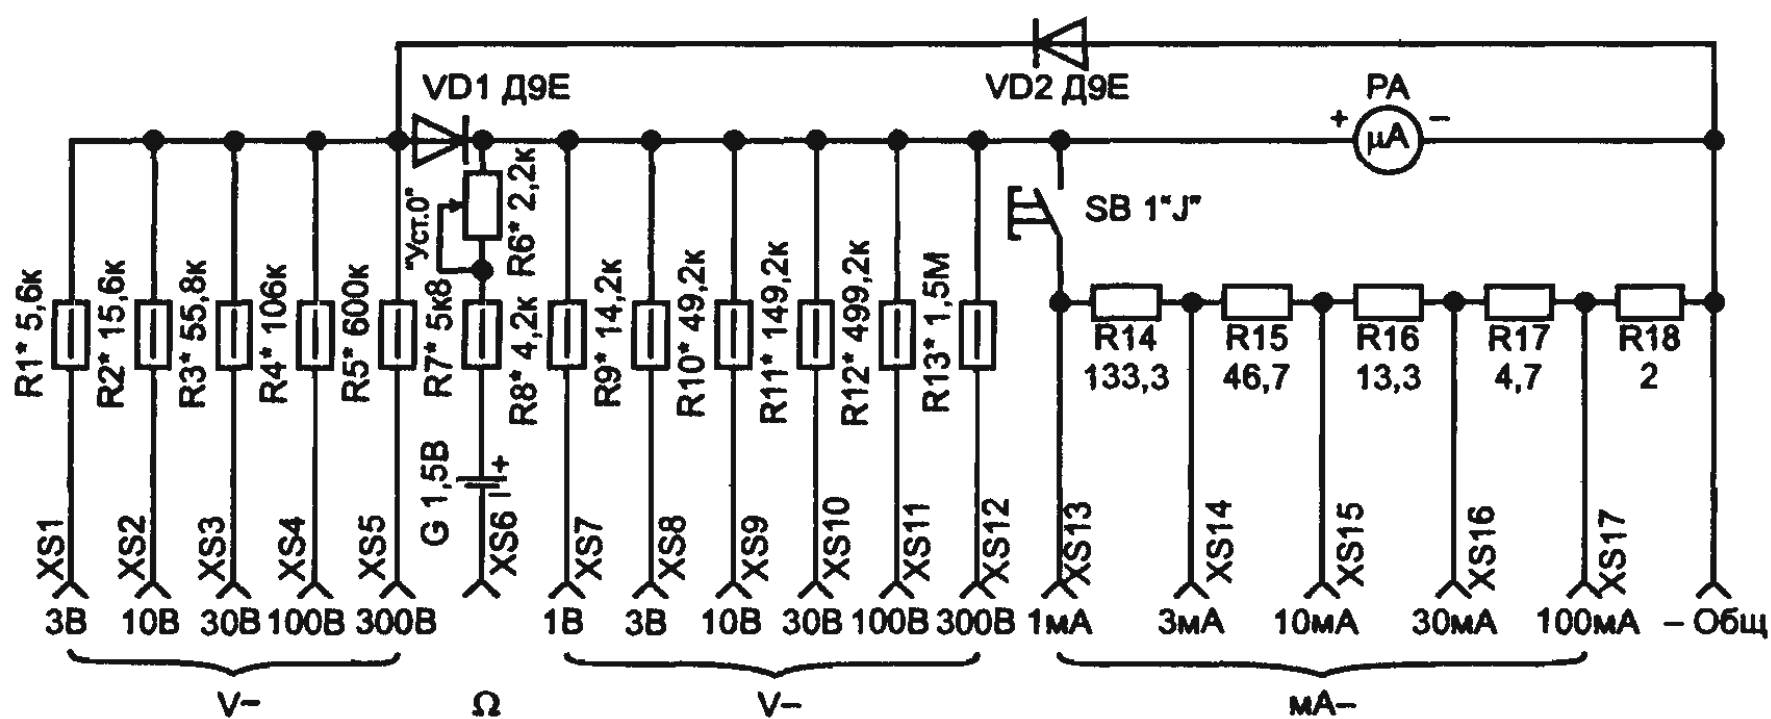 VD1 Д9Е
VD2 Д9Е
PA
+
μA
−
"Уст.0"
R6* 2,2к
SB 1"J"
R1* 5,6к
R2* 15,6к
R3* 55,8к
R4* 106к
R5* 600к
R7* 5к8
R8* 4,2к
R9* 14,2к
R10* 49,2к
R11* 149,2к
R12* 499,2к
R13* 1,5М
R14
133,3
R15
46,7
R16
13,3
R17
4,7
R18
2
G 1,5В
+
−
XS1
XS2
XS3
XS4
XS5
XS6
XS7
XS8
XS9
XS10
XS11
XS12
XS13
XS14
XS15
XS16
XS17
3В 10В 30В 100В 300В 1В 3В 10В 30В 100В 300В 1мА 3мА 10мА 30мА 100мА – Общ
V~ Ω V– мА–